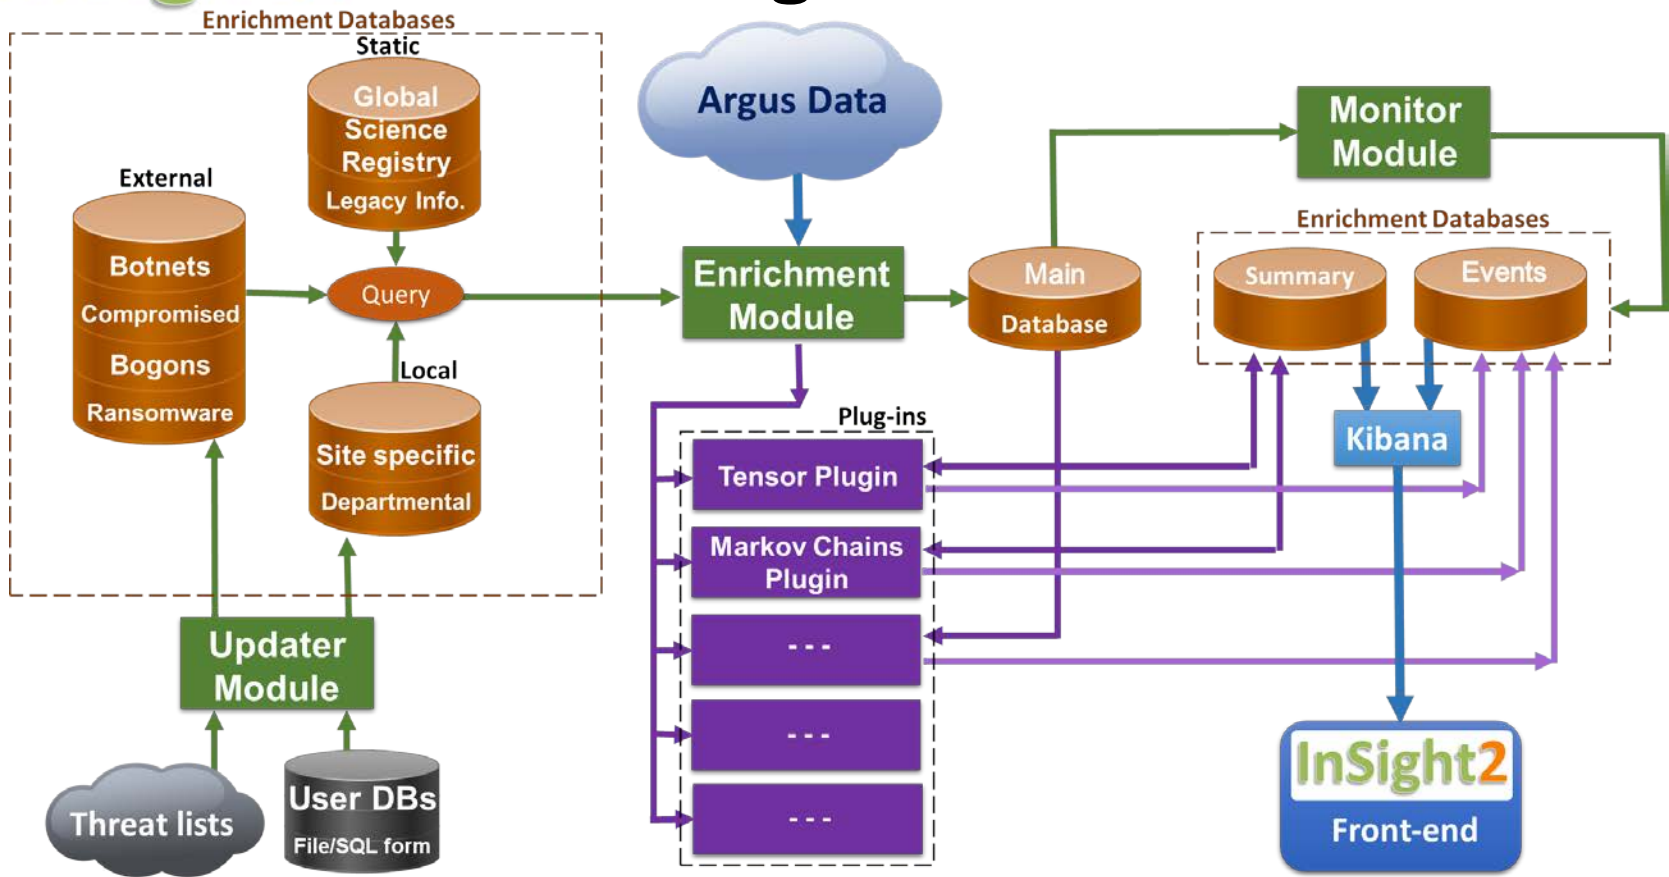 Enrichment Databases
Static
Global
Science
Registry
Legacy Info.
External
Botnets
Compromised
Bogons
Ransomware
Query
Local
Site specific
Departmental
Updater
Module
Threat lists
User DBs
File/SQL form
Argus Data
Enrichment
Module
Main
Database
Monitor
Module
Enrichment Databases
Summary
Events
Kibana
Plug-ins
Tensor Plugin
Markov Chains
Plugin
- - -
- - -
- - -
InSight2
Front-end